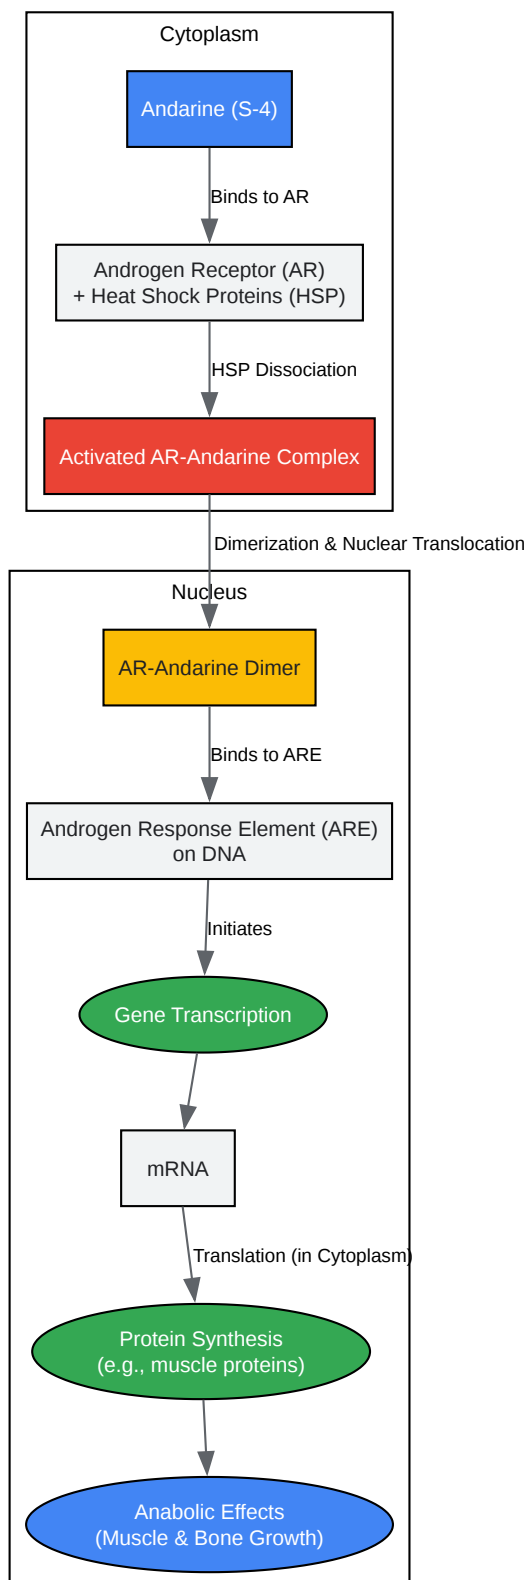 Cytoplasm
Andarine (S-4)
Binds to AR
Androgen Receptor (AR)
+ Heat Shock Proteins (HSP)
HSP Dissociation
Activated AR-Andarine Complex
Dimerization & Nuclear Translocation
Nucleus
AR-Andarine Dimer
Binds to ARE
Androgen Response Element (ARE)
on DNA
Initiates
Gene Transcription
mRNA
Translation (in Cytoplasm)
Protein Synthesis
(e.g., muscle proteins)
Anabolic Effects
(Muscle & Bone Growth)